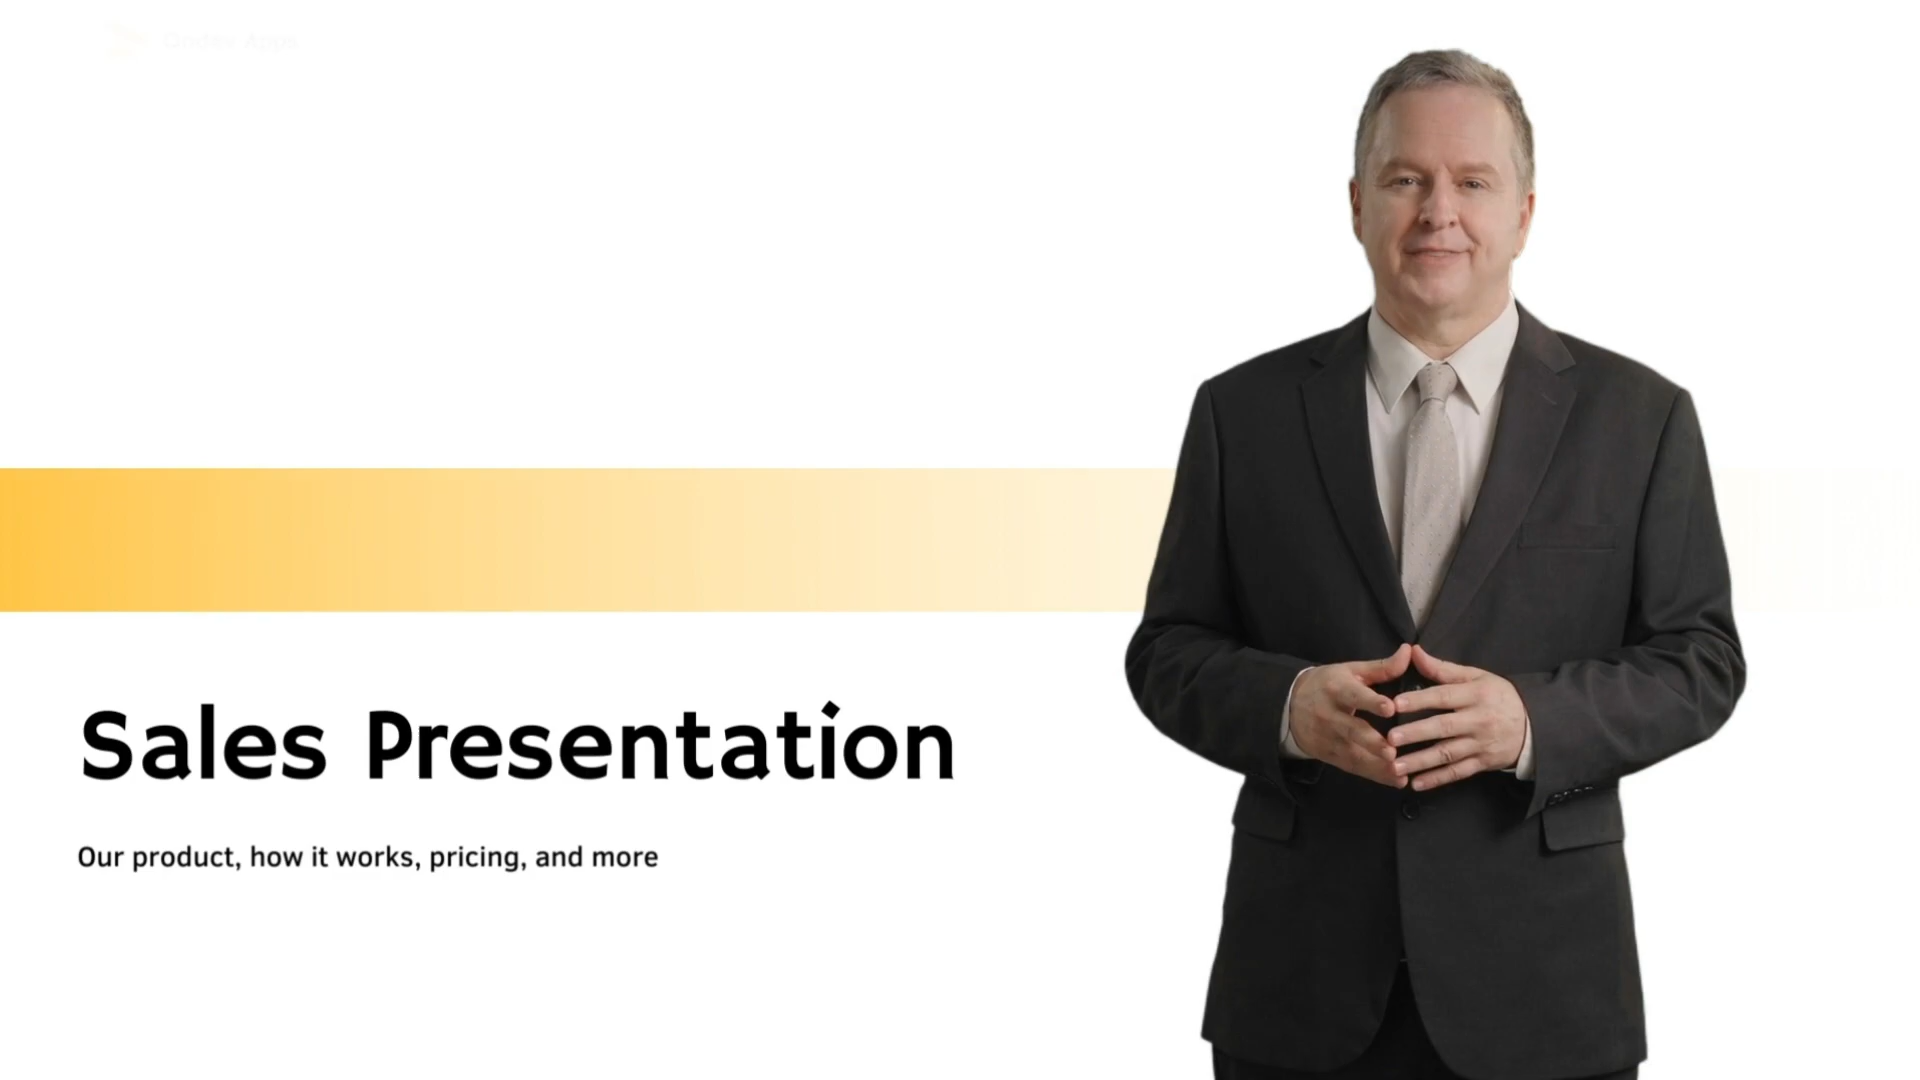 Sales Presentation
Our product, how it works, pricing, and more